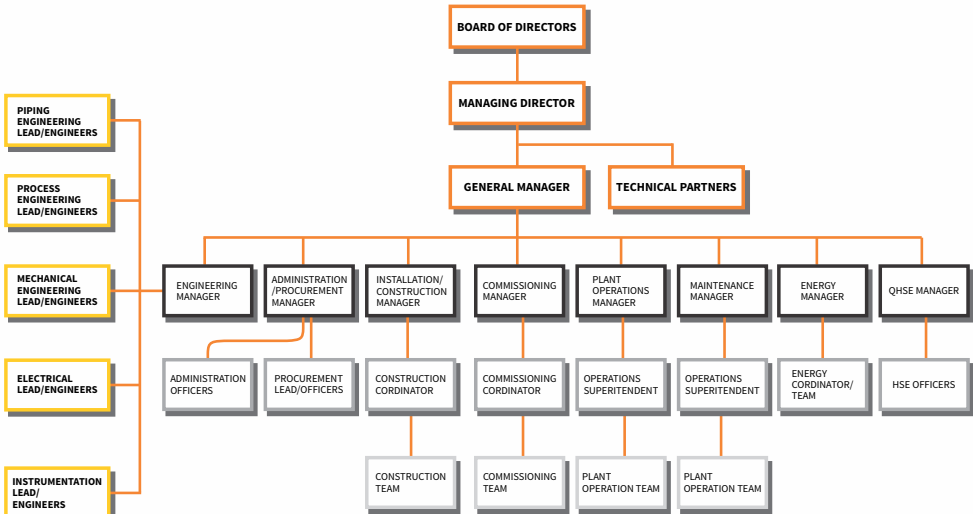 BOARD OF DIRECTORS
MANAGING DIRECTOR
GENERAL MANAGER
TECHNICAL PARTNERS
PIPING
ENGINEERING
LEAD/ENGINEERS
PROCESS
ENGINEERING
LEAD/ENGINEERS
MECHANICAL
ENGINEERING
LEAD/ENGINEERS
ELECTRICAL
LEAD/ENGINEERS
INSTRUMENTATION
LEAD/
ENGINEERS
ENGINEERING
MANAGER
ADMINISTRATION
/PROCUREMENT
MANAGER
INSTALLATION/
CONSTRUCTION
MANAGER
COMMISSIONING
MANAGER
PLANT
OPERATIONS
MANAGER
MAINTENANCE
MANAGER
ENERGY
MANAGER
QHSE MANAGER
ADMINISTRATION
OFFICERS
PROCUREMENT
LEAD/OFFICERS
CONSTRUCTION
CORDINATOR
COMMISSIONING
CORDINATOR
OPERATIONS
SUPERITENDENT
OPERATIONS
SUPERITENDENT
ENERGY
CORDINATOR/
TEAM
HSE OFFICERS
CONSTRUCTION
TEAM
COMMISSIONING
TEAM
PLANT
OPERATION TEAM
PLANT
OPERATION TEAM